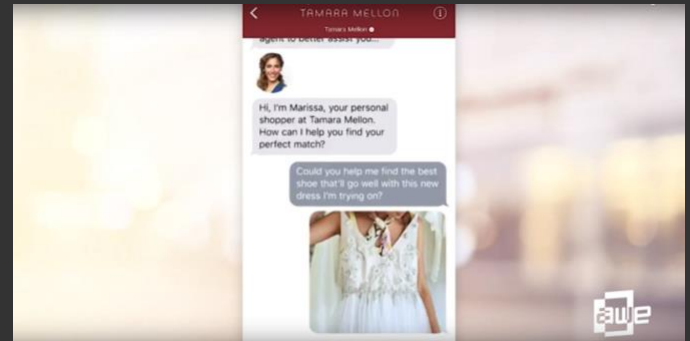 TAMARA MELLON
Tamara Mellon
agent to better assist you...
Hi, I'm Marissa, your personal
shopper at Tamara Mellon.
How can I help you find your
perfect match?
Could you help me find the best
shoe that'll go well with this new
dress I'm trying on?
awe